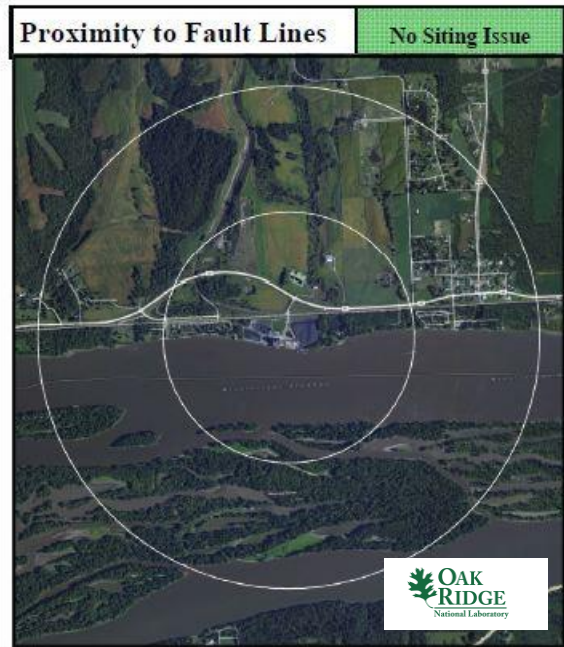 Proximity to Fault Lines
No Siting Issue
OAK
RIDGE
National Laboratory